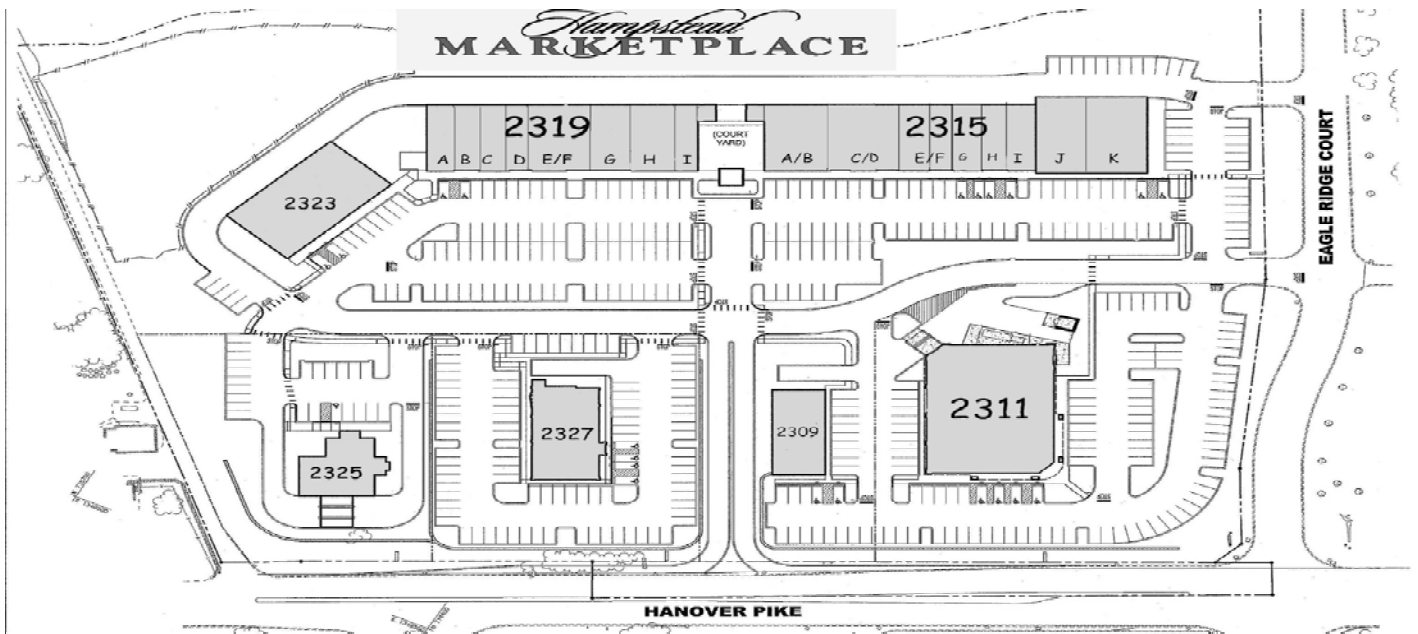 Hampstead
MARKETPLACE
2319
A B C D E/F G H I
(COURT
YARD)
2315
A/B C/D E/F G H I J K
2323
EAGLE RIDGE COURT
2325
2327
2309
2311
HANOVER PIKE